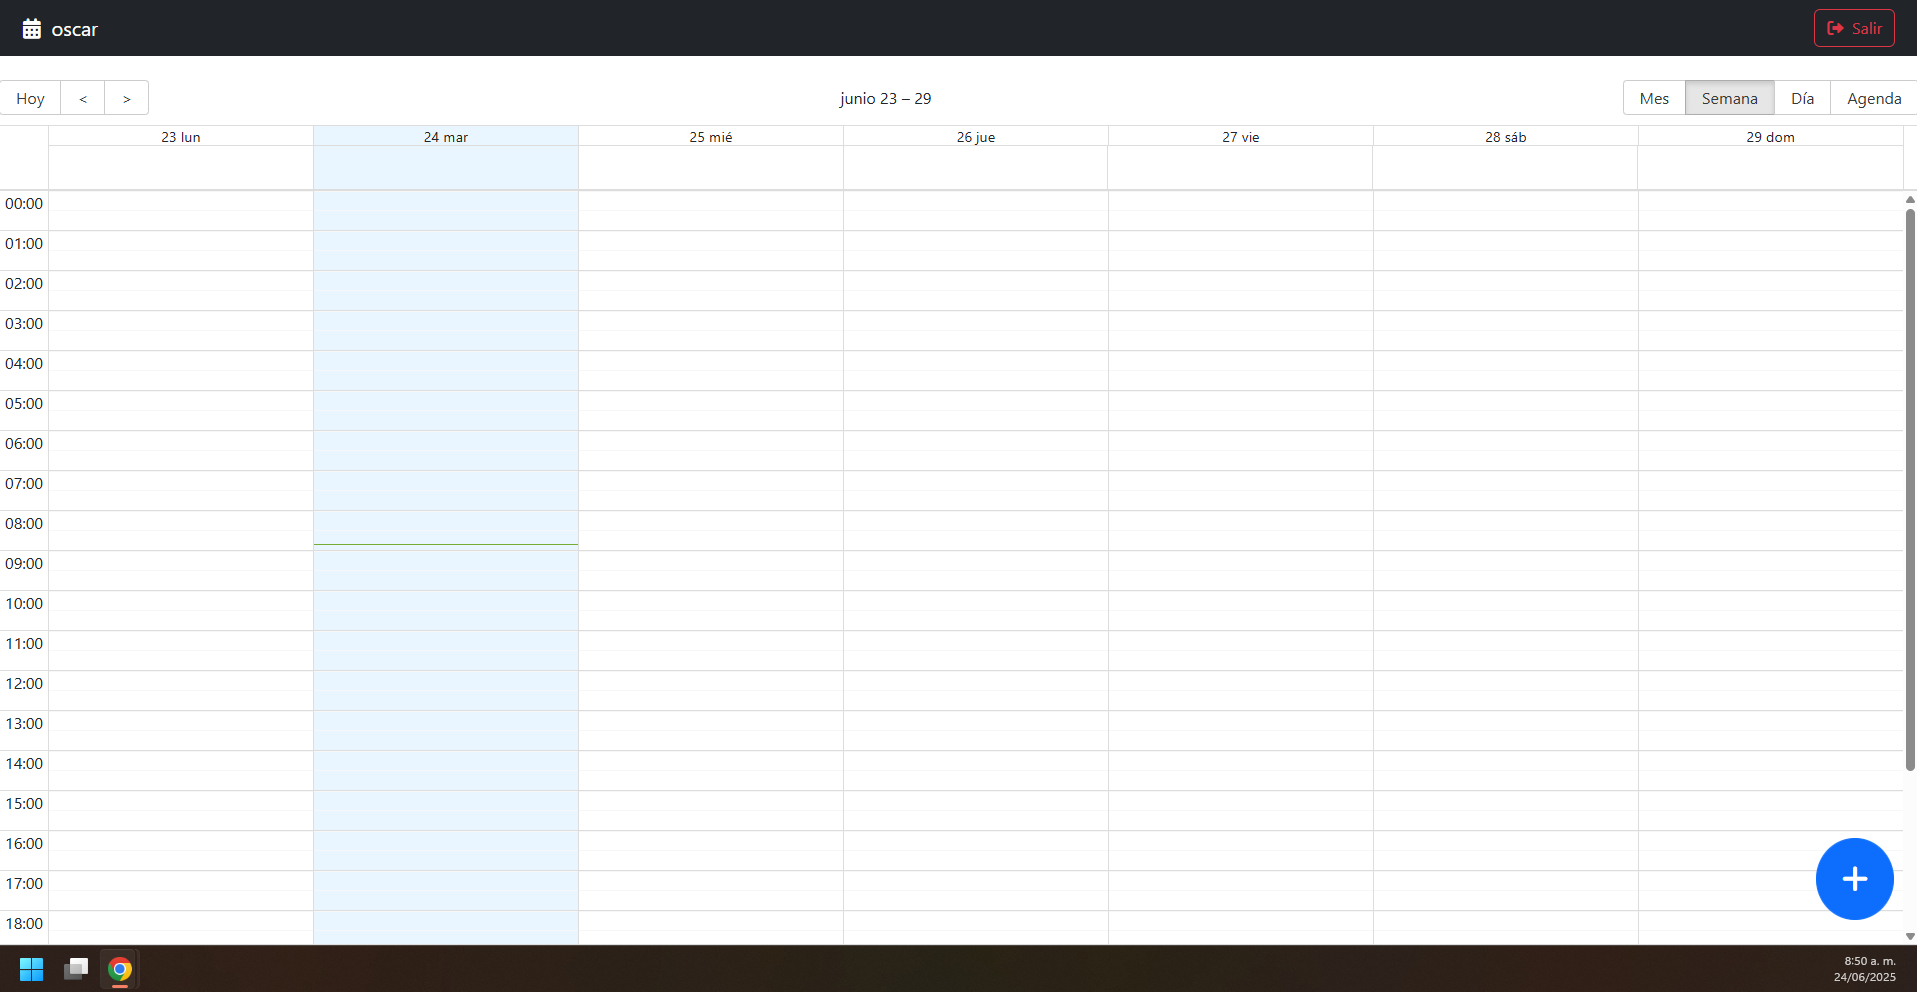 oscar
Salir
Hoy < >
junio 23 – 29
Mes Semana Día Agenda
23 lun 24 mar 25 mié 26 jue 27 vie 28 sáb 29 dom
00:00
01:00
02:00
03:00
04:00
05:00
06:00
07:00
08:00
09:00
10:00
11:00
12:00
13:00
14:00
15:00
16:00
17:00
18:00
8:50 a. m.
24/06/2025